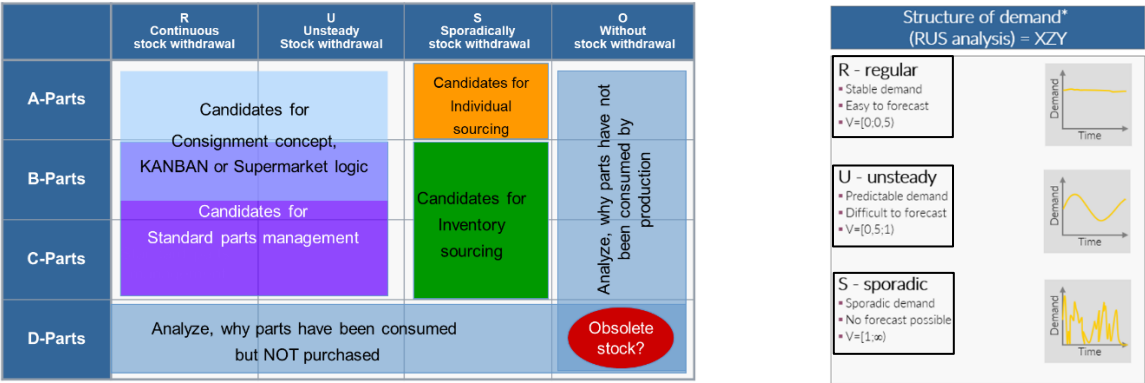 R
Continuous
stock withdrawal
U
Unsteady
Stock withdrawal
S
Sporadically
stock withdrawal
O
Without
stock withdrawal
A-Parts
B-Parts
C-Parts
D-Parts
Candidates for
Consignment concept,
KANBAN or Supermarket logic
Candidates for
Standard parts management
Candidates for
Individual
sourcing
Candidates for
Inventory
sourcing
Analyze, why parts have not
been consumed by
production
Analyze, why parts have been consumed
but NOT purchased
Obsolete
stock?
Structure of demand*
(RUS analysis) = XZY
R - regular
▪ Stable demand
▪ Easy to forecast
▪ V=[0;0,5)
Demand
Time
U - unsteady
▪ Predictable demand
▪ Difficult to forecast
▪ V=[0,5;1)
Demand
Time
S - sporadic
▪ Sporadic demand
▪ No forecast possible
▪ V=[1;∞)
Demand
Time